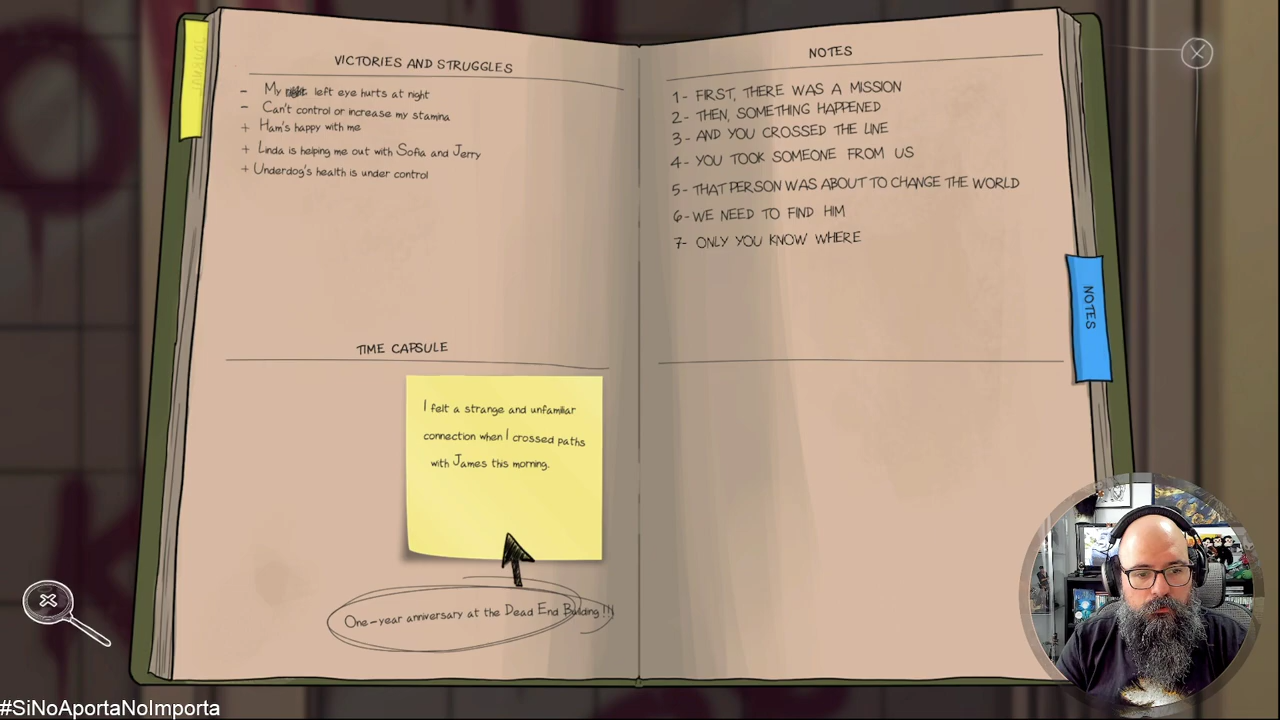 VICTORIES AND STRUGGLES
- My left eye hurts at night
- Can't control or increase my stamina
+ Ham's happy with me
+ Linda is helping me out with Sofia and Jerry
+ Underdog's health is under control
TIME CAPSULE
I felt a strange and unfamiliar
connection when I crossed paths
with James this morning.
One-year anniversary at the Dead End Building !!!
NOTES
1- FIRST, THERE WAS A MISSION
2- THEN, SOMETHING HAPPENED
3- AND YOU CROSSED THE LINE
4- YOU TOOK SOMEONE FROM US
5- THAT PERSON WAS ABOUT TO CHANGE THE WORLD
6- WE NEED TO FIND HIM
7- ONLY YOU KNOW WHERE
NOTES
#SiNoAportaNoImporta